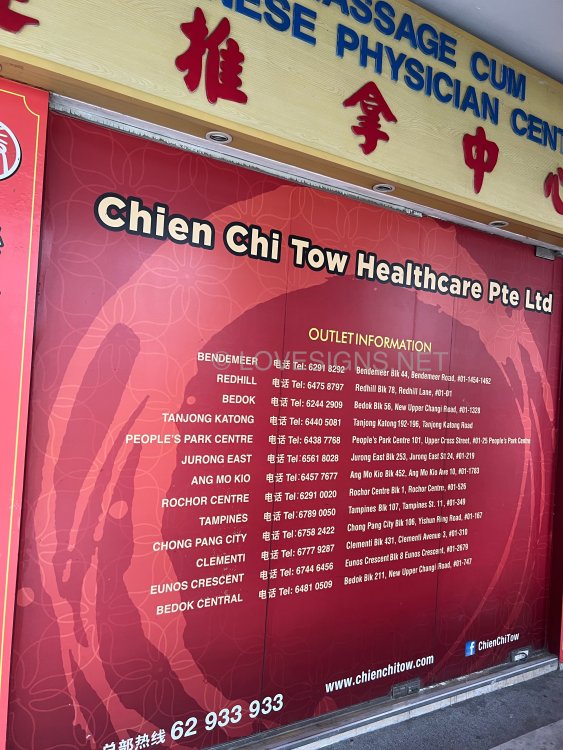 MASSAGE CUM
NESE PHYSICIAN CENT
推拿中心
Chien Chi Tow Healthcare Pte Ltd
OUTLET INFORMATION
© LOVESIGNS.NET
BENDEMEER 电话 Tel: 6291 8292 Bendemeer Blk 44, Bendemeer Road, #01-1454-1462
REDHILL 电话 Tel: 6475 8797 Redhill Blk 78, Redhill Lane, #01-01
BEDOK 电话 Tel: 6244 2909 Bedok Blk 56, New Upper Changi Road, #01-1328
TANJONG KATONG 电话 Tel: 6440 5081 Tanjong Katong 192-196, Tanjong Katong Road
PEOPLE'S PARK CENTRE 电话 Tel: 6438 7768 People's Park Centre 101, Upper Cross Street, #01-25 People's Park Centre
JURONG EAST 电话 Tel: 6561 8028 Jurong East Blk 253, Jurong East St 24, #01-219
ANG MO KIO 电话 Tel: 6457 7677 Ang Mo Kio Blk 452, Ang Mo Kio Ave 10, #01-1783
ROCHOR CENTRE 电话 Tel: 6291 0020 Rochor Centre Blk 1, Rochor Centre, #01-526
TAMPINES 电话 Tel: 6789 0050 Tampines Blk 107, Tampines St. 11, #01-349
CHONG PANG CITY 电话 Tel: 6758 2422 Chong Pang City Blk 106, Yishun Ring Road, #01-167
CLEMENTI 电话 Tel: 6777 9287 Clementi Blk 431, Clementi Avenue 3, #01-310
EUNOS CRESCENT 电话 Tel: 6744 6456 Eunos Crescent Blk 8 Eunos Crescent, #01-2679
BEDOK CENTRAL 电话 Tel: 6481 0509 Bedok Blk 211, New Upper Changi Road, #01-747
ChienChiTow
www.chienchitow.com
总部热线 62 933 933